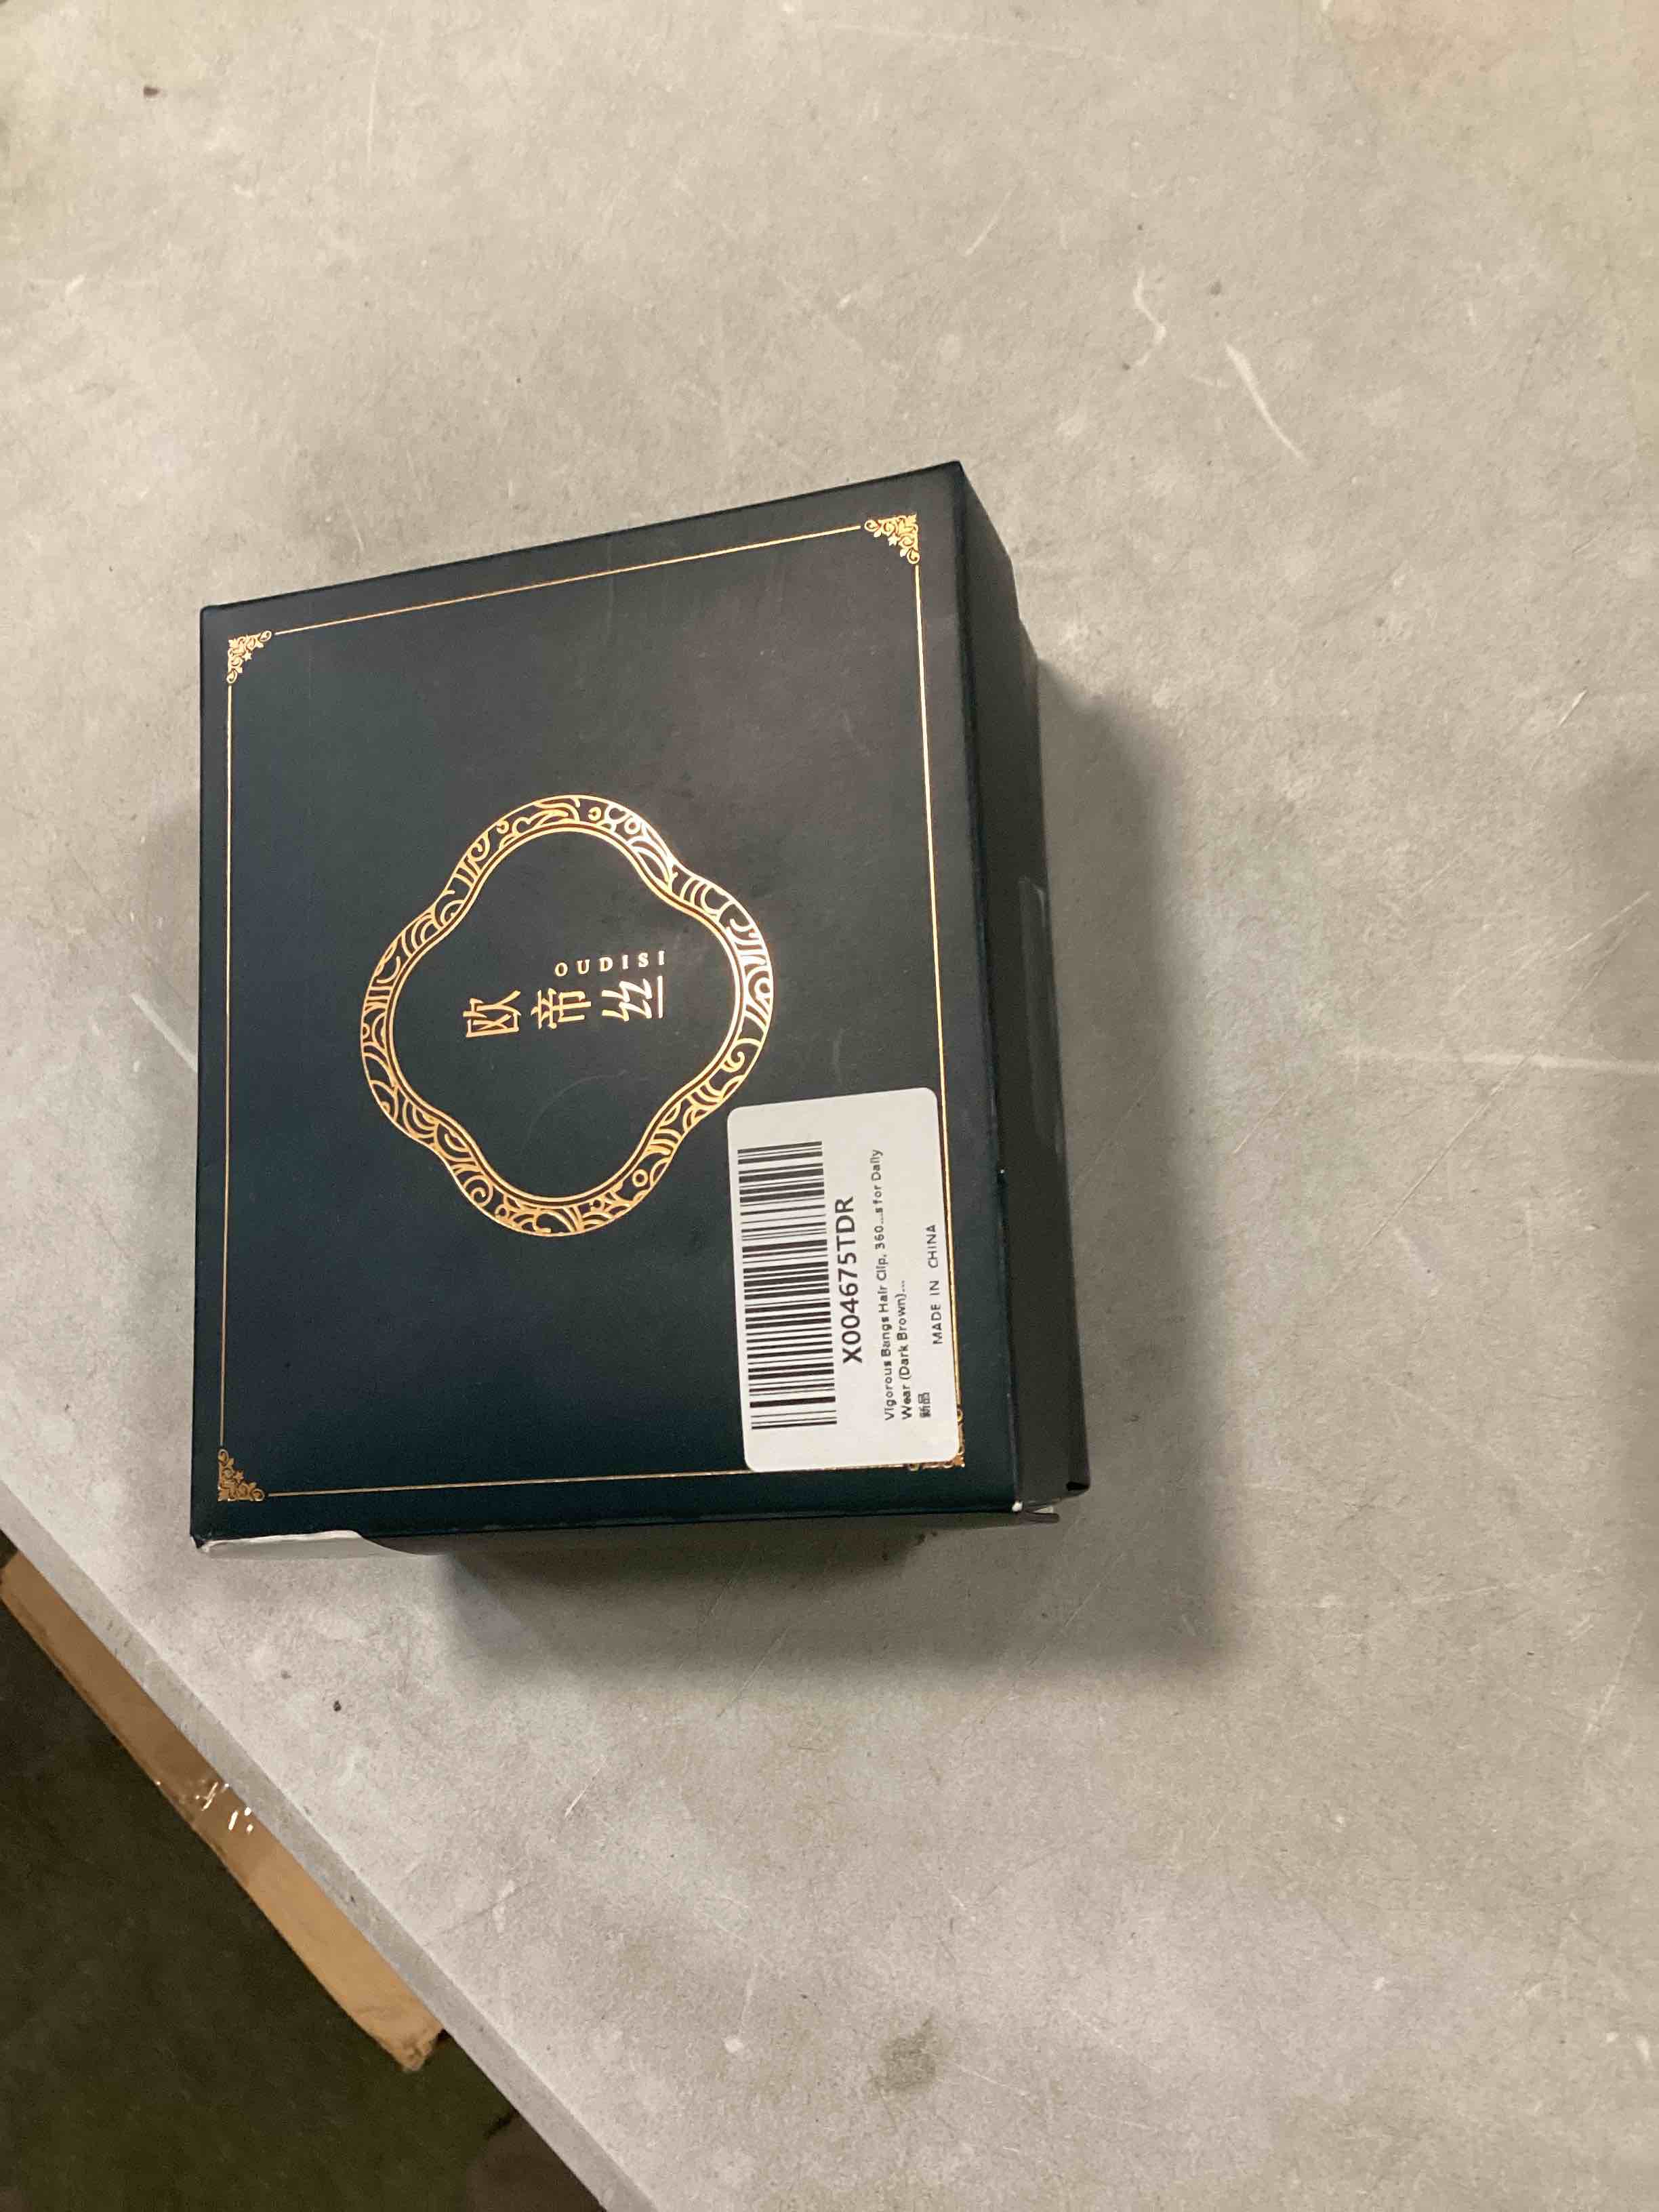 欧帝丝
OUDISI
X004675TDR
Vigorous Bangs Hair Clip, 360...s for Daily
Wear (Dark Brown)...
新品
MADE IN CHINA